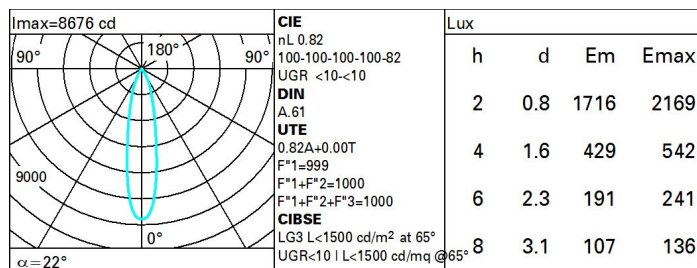 Imax=8676 cd
90°
180°
90°
9000
0°
α=22°
CIE
nL 0.82
100-100-100-100-82
UGR <10-<10
DIN
A.61
UTE
0.82A+0.00T
F"1=999
F"1+F"2=1000
F"1+F"2+F"3=1000
CIBSE
LG3 L<1500 cd/m² at 65°
UGR<10 | L<1500 cd/mq @65°
Lux
h d Em Emax
2 0.8 1716 2169
4 1.6 429 542
6 2.3 191 241
8 3.1 107 136